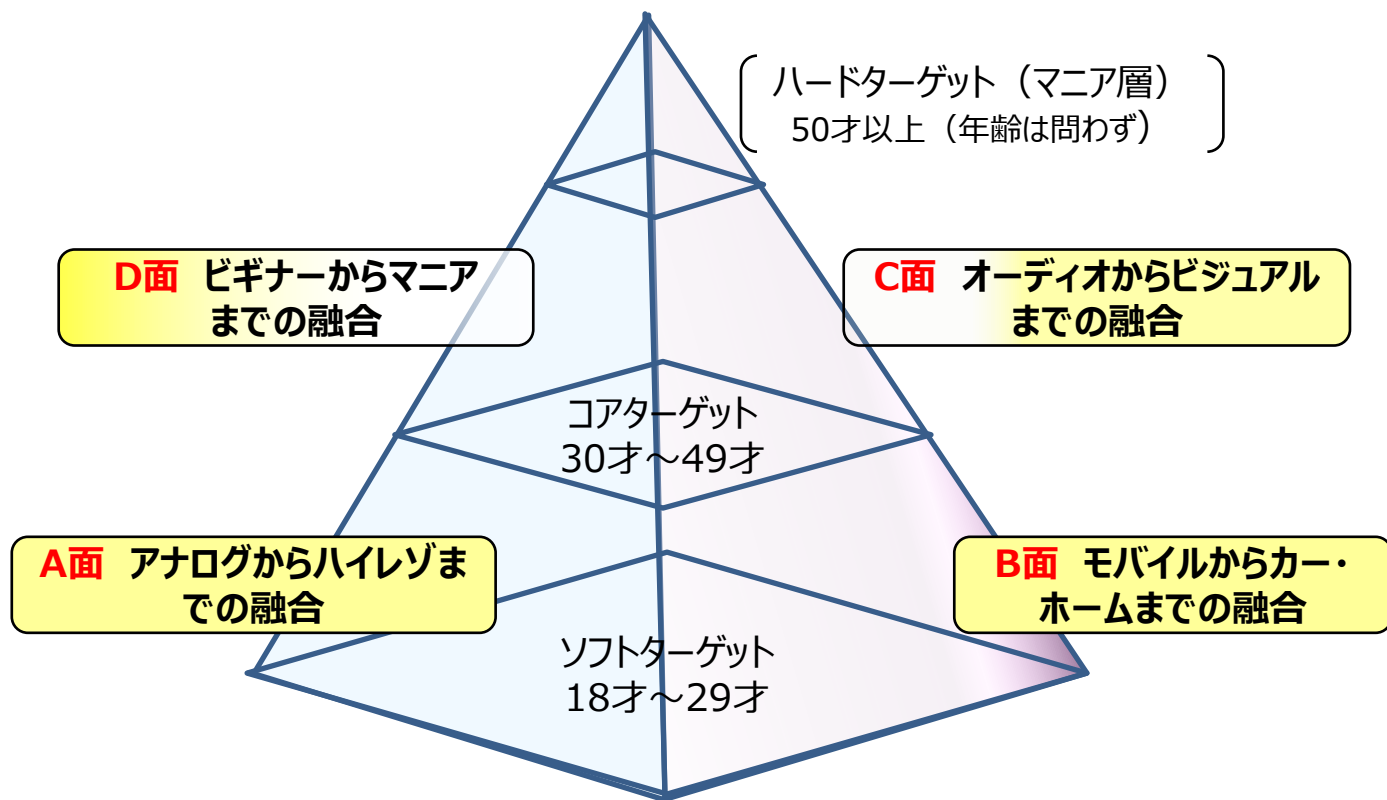 ハードターゲット（マニア層）
50才以上（年齢は問わず）
D面 ビギナーからマニア
までの融合
C面 オーディオからビジュアル
までの融合
コアターゲット
30才～49才
A面 アナログからハイレゾま
での融合
B面 モバイルからカー・
ホームまでの融合
ソフトターゲット
18才～29才